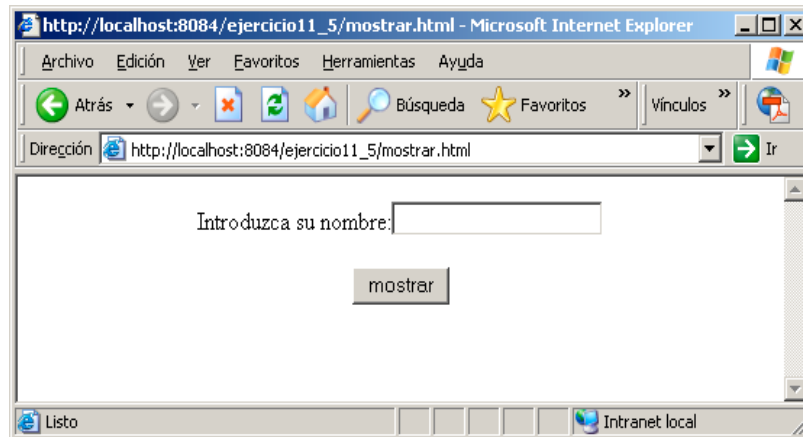 http://localhost:8084/ejercicio11_5/mostrar.html - Microsoft Internet Explorer
Archivo Edición Ver Favoritos Herramientas Ayuda
Atrás Búsqueda Favoritos » Vínculos »
Dirección http://localhost:8084/ejercicio11_5/mostrar.html Ir
Introduzca su nombre:
mostrar
Listo Intranet local